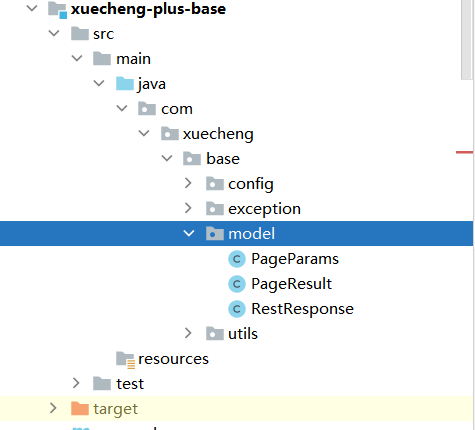 xuecheng-plus-base
src
main
java
com
xuecheng
base
config
exception
model
C PageParams
C PageResult
C RestResponse
utils
resources
test
target